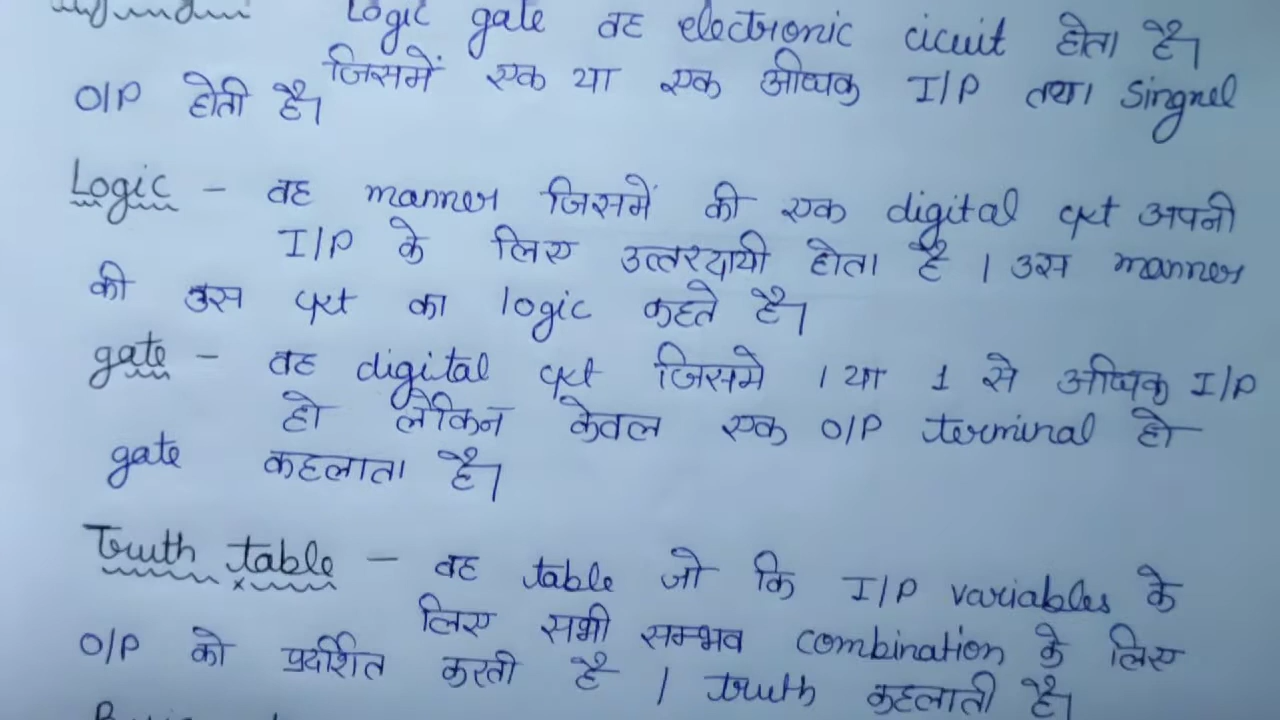 Logic gate वह electronic cicuit होता है।
जिसमें एक या एक अधिक I/P तथा Singnel
O/P होती है।
Logic - वह manner जिसमें की एक digital ckt अपनी
I/P के लिए उत्तरदायी होता है । उस manner
की उस ckt का logic कहते है।
gate - वह digital ckt जिसमे 1 या 1 से अधिक I/P
हो लेकिन केवल एक O/P terminal हो
gate कहलाता है।
Truth table - वह table जो कि I/P variables के
लिए सभी सम्भव combination के लिए
O/P को प्रदर्शित करती है । truth कहलाती है।